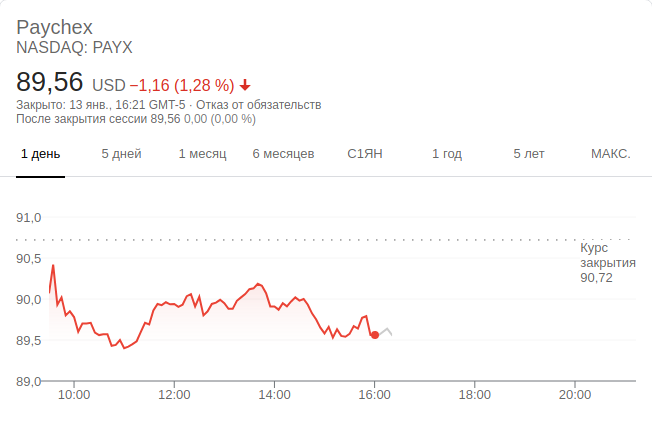 Paychex
NASDAQ: PAYX
89,56 USD −1,16 (1,28 %)
Закрыто: 13 янв., 16:21 GMT-5 · Отказ от обязательств
После закрытия сессии 89,56 0,00 (0,00 %)
1 день 5 дней 1 месяц 6 месяцев С1ЯН 1 год 5 лет МАКС.
91,0
Курс
закрытия
90,72
90,5
90,0
89,5
89,0
10:00 12:00 14:00 16:00 18:00 20:00